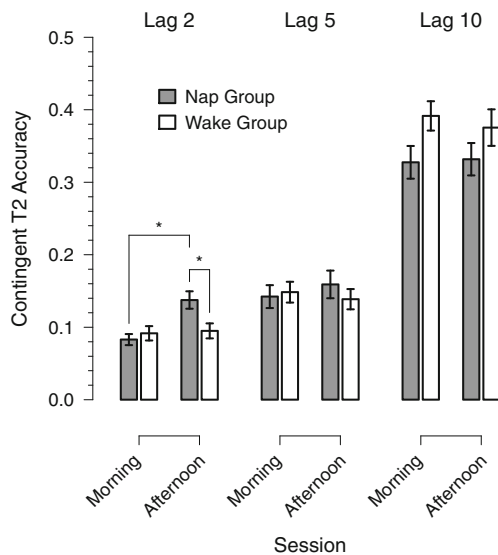 Lag 2 Lag 5 Lag 10
0.5
0.4
0.3
0.2
0.1
0.0
Contingent T2 Accuracy
Nap Group
Wake Group
*
*
Morning Afternoon Morning Afternoon Morning Afternoon
Session